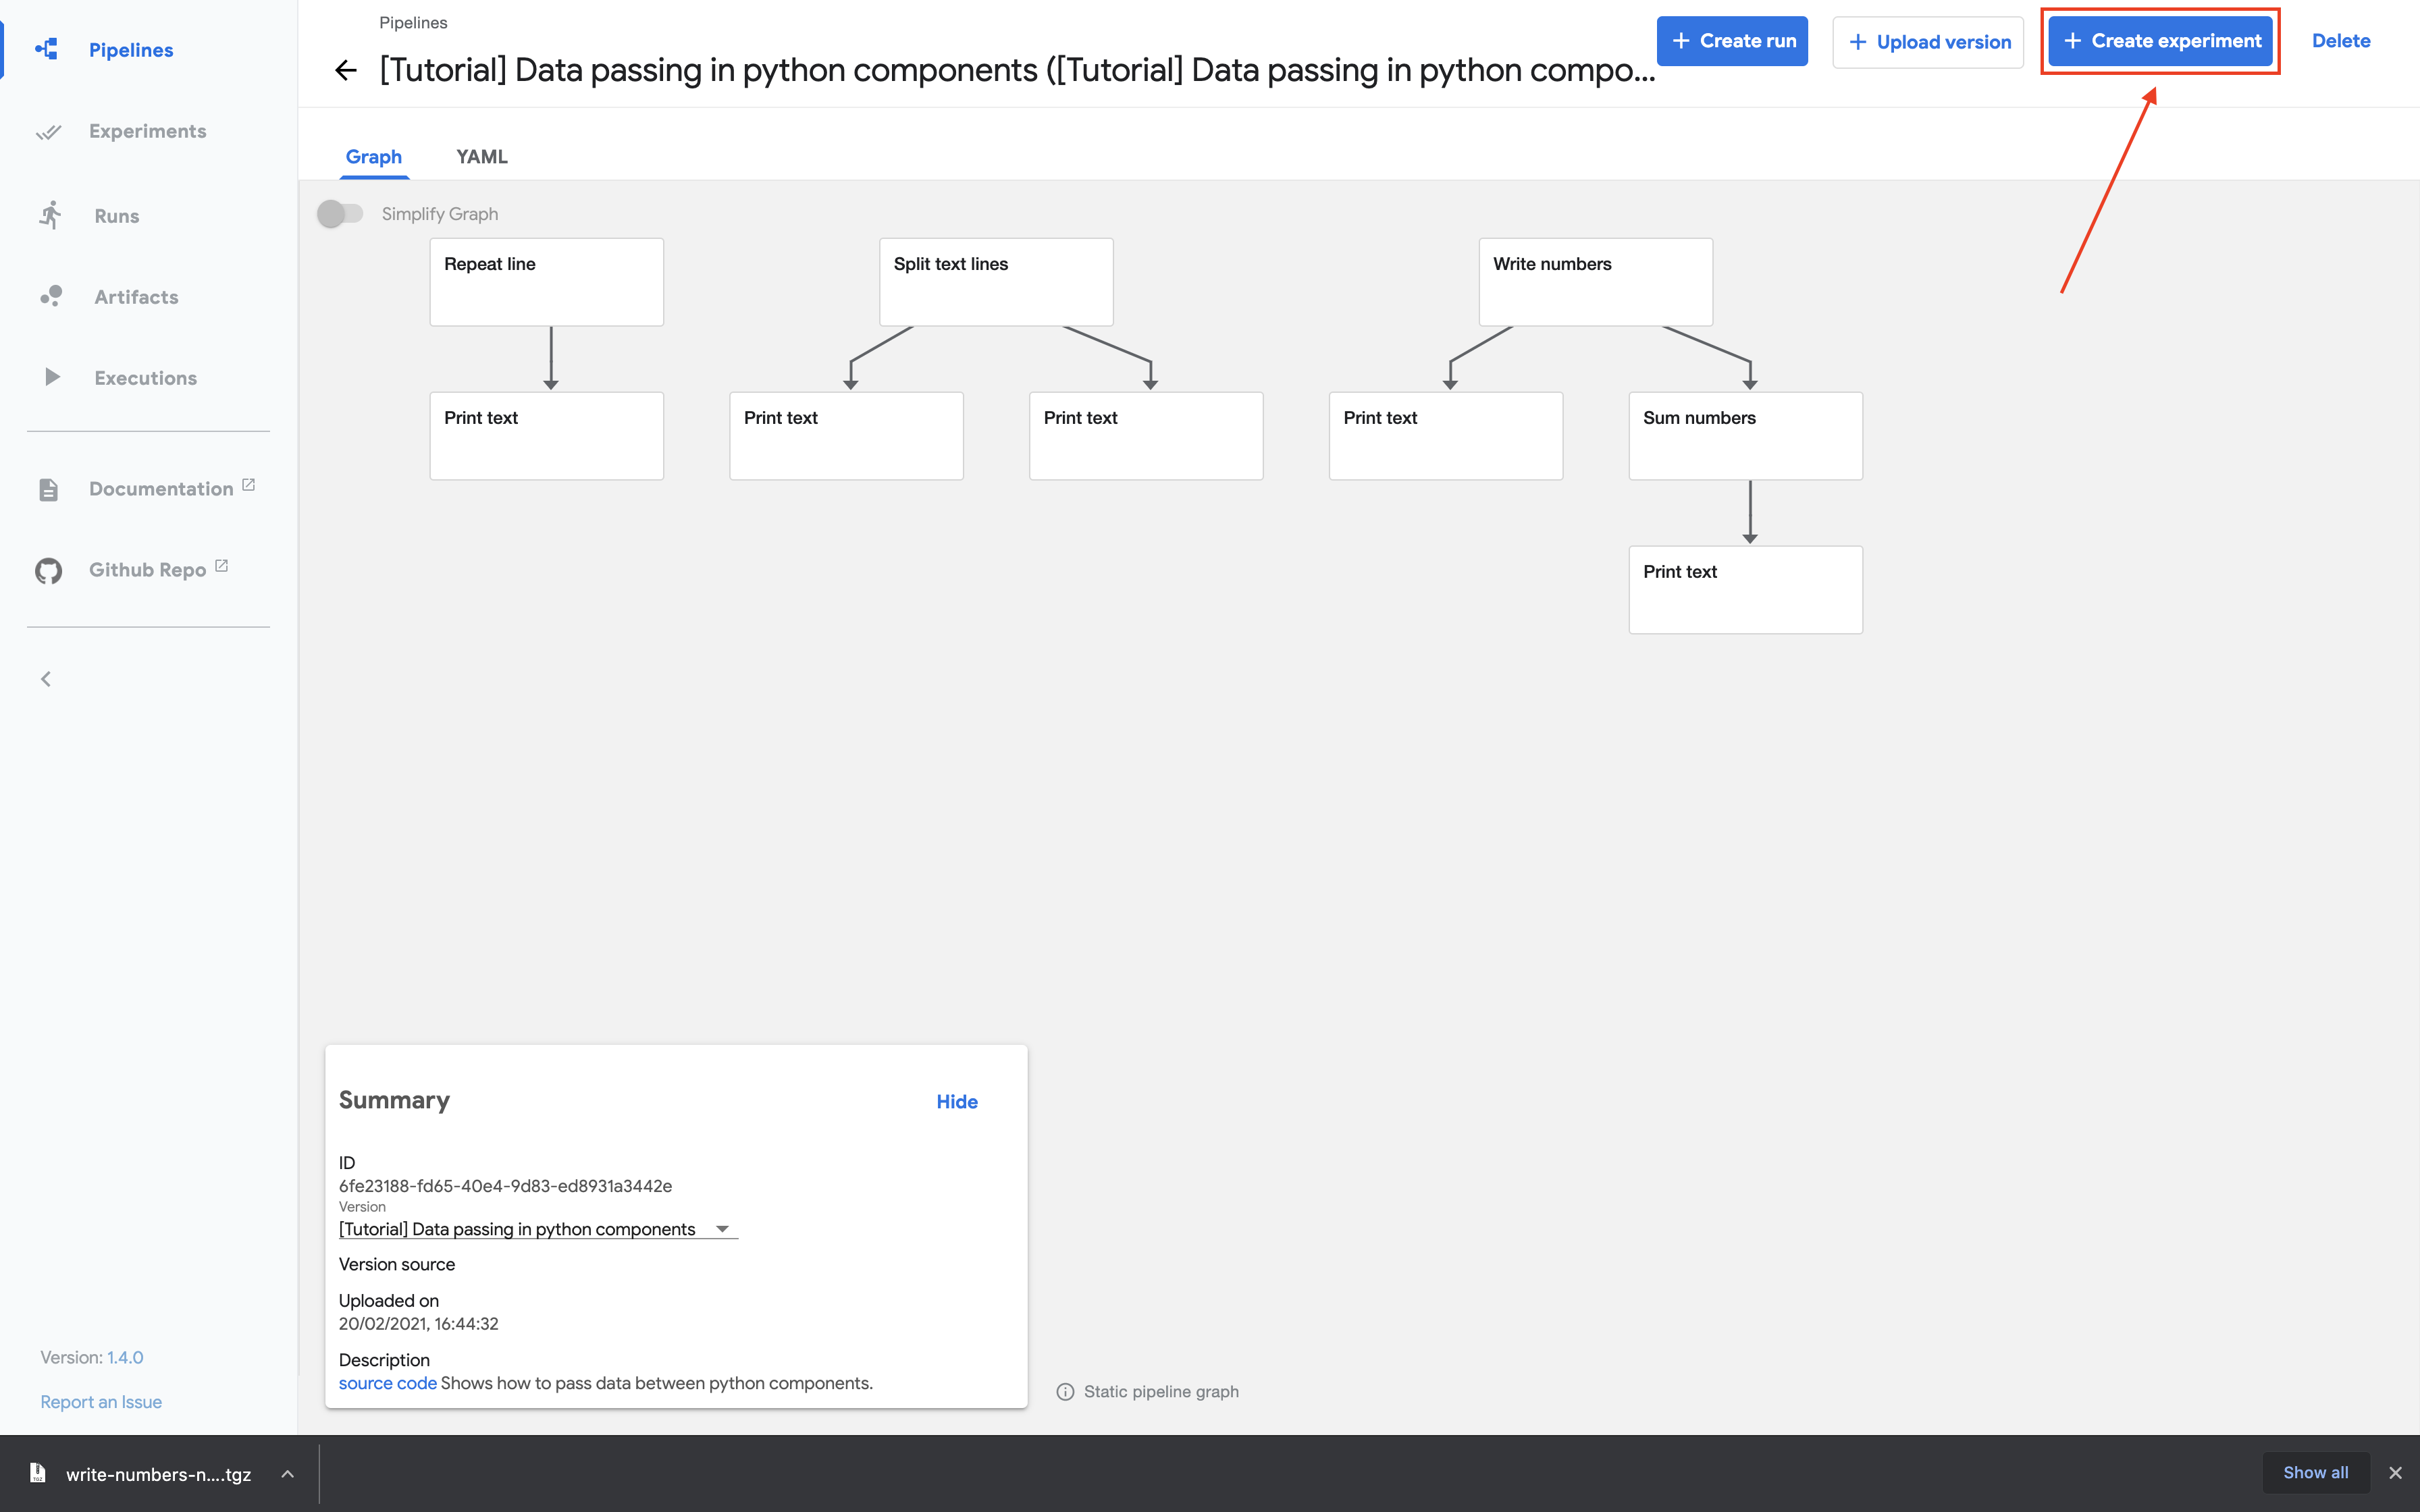 Pipelines
Experiments
Runs
Artifacts
Executions
Documentation
Github Repo
Version: 1.4.0
Report an Issue
Pipelines
[Tutorial] Data passing in python components ([Tutorial] Data passing in python compo...
+ Create run
+ Upload version
+ Create experiment
Delete
Graph
YAML
Simplify Graph
Repeat line
Split text lines
Write numbers
Print text
Print text
Print text
Print text
Sum numbers
Print text
Summary
Hide
ID
6fe23188-fd65-40e4-9d83-ed8931a3442e
Version
[Tutorial] Data passing in python components
Version source
Uploaded on
20/02/2021, 16:44:32
Description
source code Shows how to pass data between python components.
Static pipeline graph
write-numbers-n....tgz
Show all